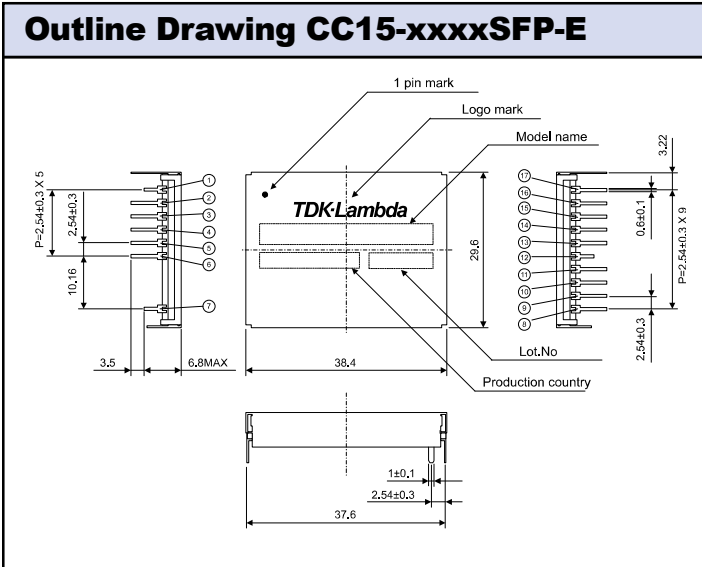 Outline Drawing CC15-xxxxSFP-E
1 pin mark
Logo mark
Model name
TDK-Lambda
Lot.No
Production country
P=2.54±0.3 X 5
2.54±0.3
10.16
3.5
6.8MAX
1
2
3
4
5
6
7
38.4
29.6
17
16
15
14
13
12
11
10
9
8
3.22
0.6±0.1
P=2.54±0.3 X 9
2.54±0.3
1±0.1
2.54±0.3
37.6